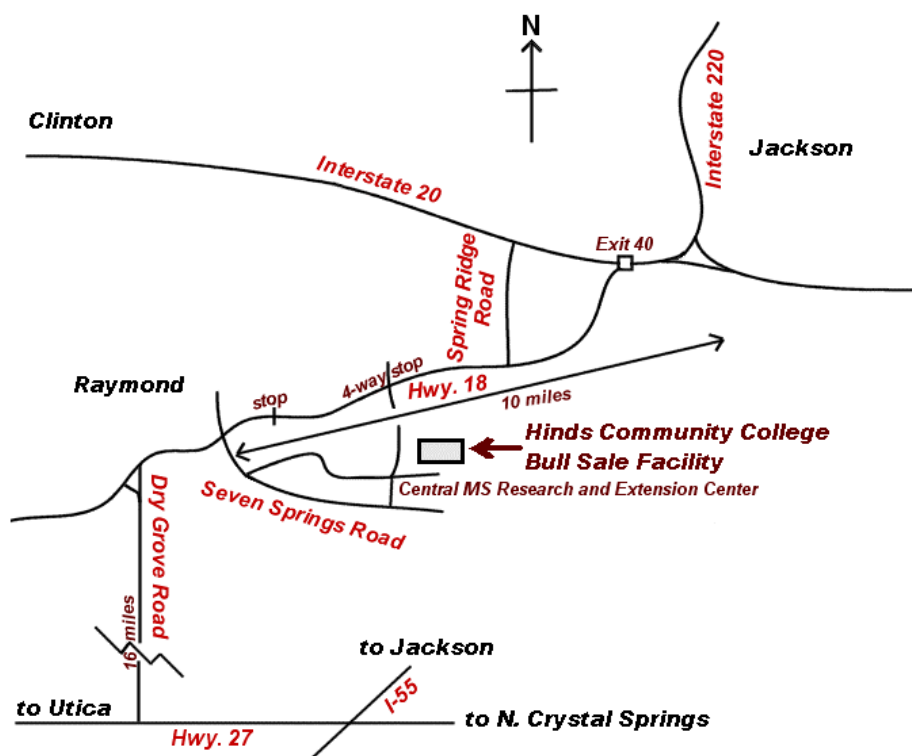 N
Clinton
Interstate 20
Interstate 220
Jackson
Exit 40
Spring Ridge
Road
Raymond
stop
4-way stop
Hwy. 18
10 miles
Hinds Community College
Bull Sale Facility
Central MS Research and Extension Center
Seven Springs Road
Dry Grove Road
16 miles
to Jackson
I-55
to Utica
to N. Crystal Springs
Hwy. 27